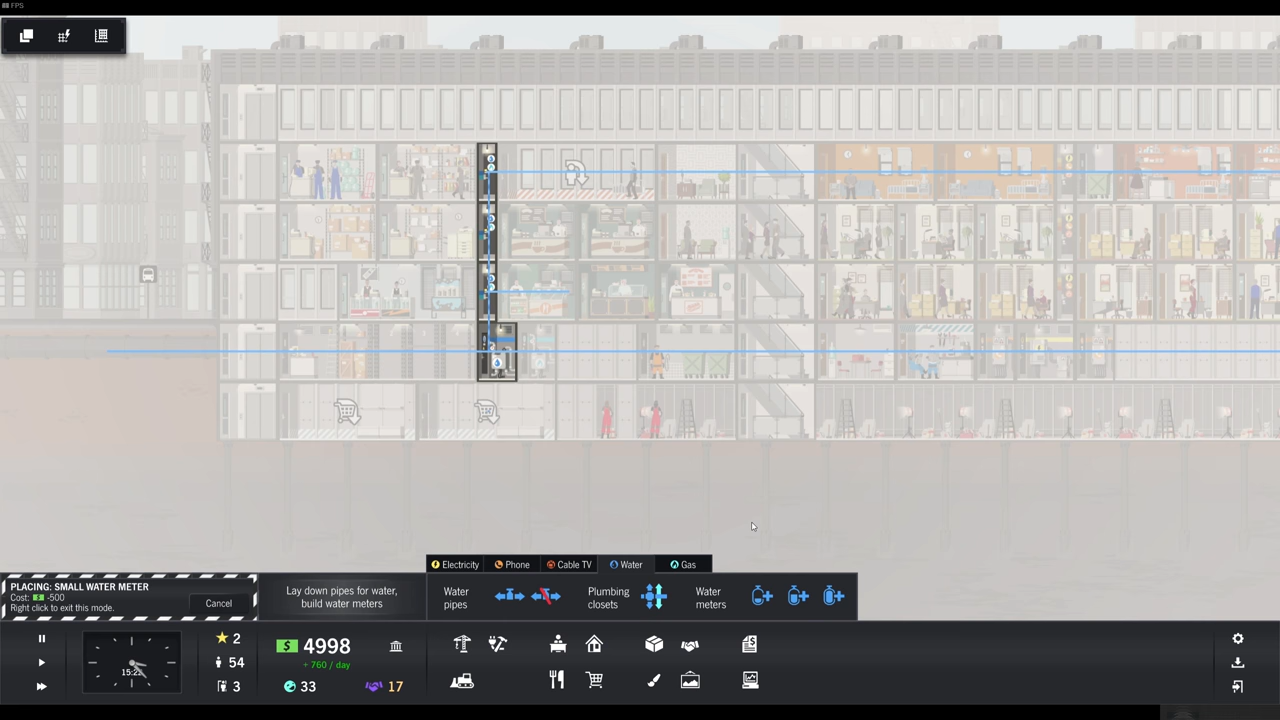 FPS
Electricity
Phone
Cable TV
Water
Gas
PLACING: SMALL WATER METER
Cost: $ -500
Right click to exit this mode.
Cancel
Lay down pipes for water,
build water meters
Water
pipes
Plumbing
closets
Water
meters
2
54
3
$ 4998
+ 760 / day
33
17